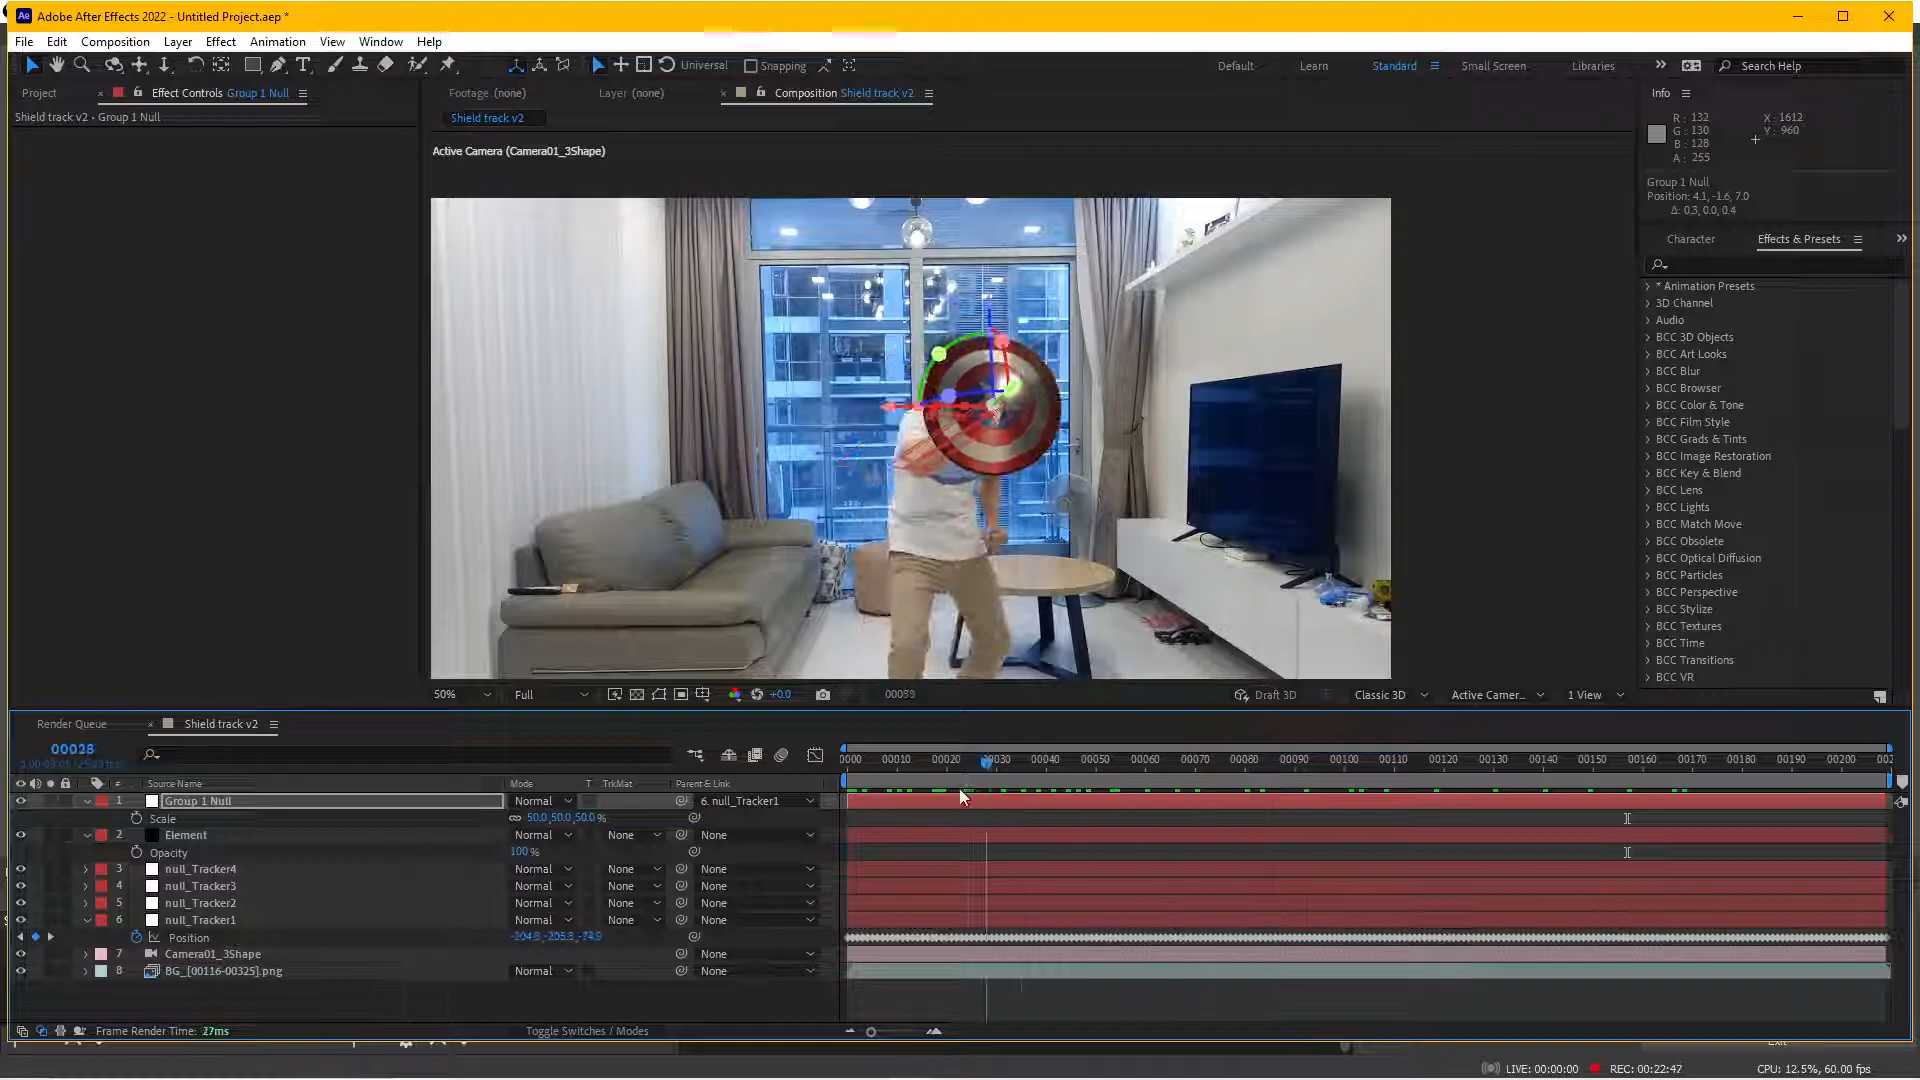 Adobe After Effects 2022 - Untitled Project.aep *
File Edit Composition Layer Effect Animation View Window Help
Universal Snapping Default Learn Standard Small Screen Libraries Search Help
Project Effect Controls Group 1 Null Footage (none) Layer (none) Composition Shield track v2 Info
Shield track v2 • Group 1 Null
Shield track v2
Active Camera (Camera01_3Shape)
R : 132 X : 1612
G : 130 Y : 960
B : 128
A : 255
Group 1 Null
Position: 4.1, -1.6, 7.0
Δ: 0.3, 0.0, 0.4
Character Effects & Presets
* Animation Presets
3D Channel
Audio
BCC 3D Objects
BCC Art Looks
BCC Blur
BCC Browser
BCC Color & Tone
BCC Film Style
BCC Grads & Tints
BCC Image Restoration
BCC Key & Blend
BCC Lens
BCC Lights
BCC Match Move
BCC Obsolete
BCC Optical Diffusion
BCC Particles
BCC Perspective
BCC Stylize
BCC Textures
BCC Time
BCC Transitions
BCC VR
50% Full +0.0 Draft 3D Classic 3D Active Camer... 1 View
Render Queue Shield track v2
00028
0000 00010 00020 00030 00040 00050 00060 00070 00080 00090 00100 00110 00120 00130 00140 00150 00160 00170 00180 00190 00200 002
# Source Name Mode T TrkMat Parent & Link
1 Group 1 Null Normal 6. null_Tracker1
Scale 50.0,50.0,50.0%
2 Element Normal None None
Opacity 100%
3 null_Tracker4 Normal None None
4 null_Tracker3 Normal None None
5 null_Tracker2 Normal None None
6 null_Tracker1 Normal None None
Position
7 Camera01_3Shape None
8 BG_[00116-00325].png Normal None
Frame Render Time: 27ms Toggle Switches / Modes
LIVE: 00:00:00 REC: 00:22:47 CPU: 12.5%, 60.00 fps